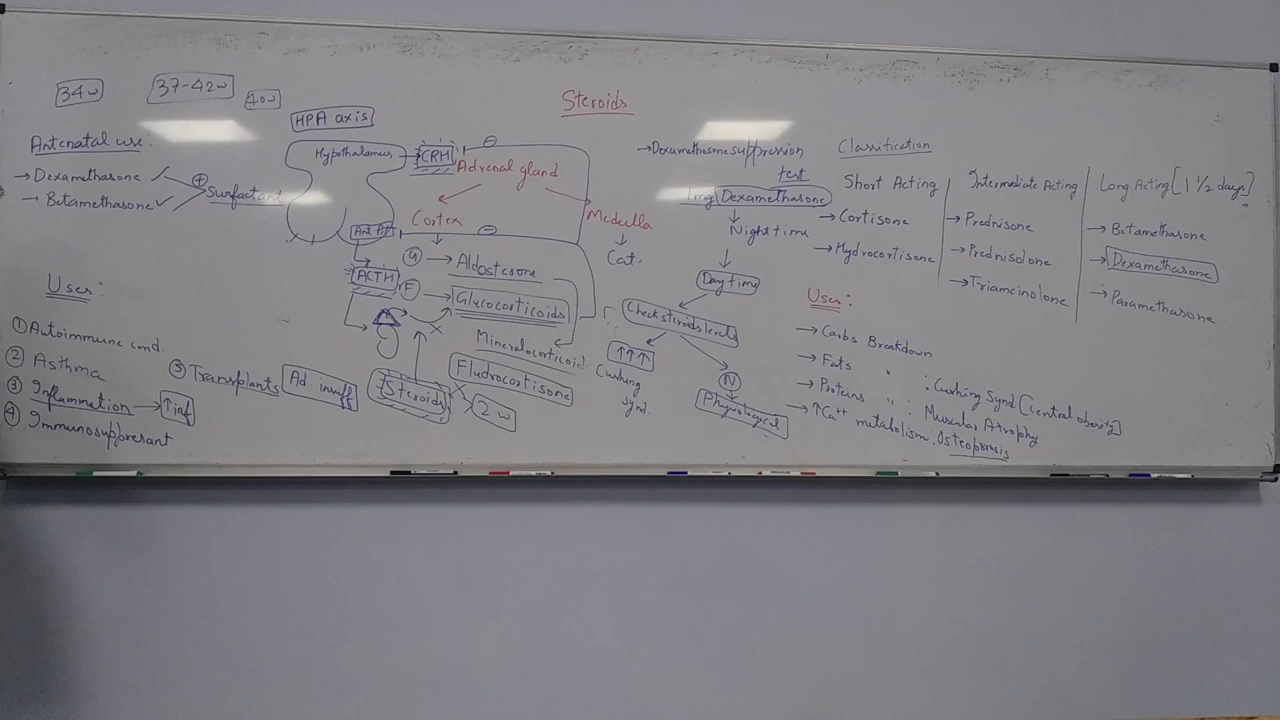 Steroids
34w
37-42w
40w
Antenatal use:
→ Dexamethasone ✓
→ Betamethasone ✓
⊕
Surfactant
Uses:
① Autoimmune cond.
② Asthma
③ Inflammation → ↑inf
④ Immunosuppresant
③ Transplants
Ad. insuff
HPA axis
Hypothalamus → CRH
⊖
Ant Pit
⊖
ACTH
Adrenal gland
Cortex
Medulla
Cat.
G → Aldosterone
F → Glucocorticoids
Mineralocorticoid
Fludrocortisone
Steroids
2 w
→ Dexamethasone suppression
test
1mg Dexamethasone
Night time
Day time
Check steroids levels
↑↑↑
Cushing
synd.
N
Physiological
Classification
Short Acting
→ Cortisone
→ Hydrocortisone
Intermediate Acting
→ Prednisone
→ Prednisolone
→ Triamcinolone
Long Acting [1 1/2 days]
→ Betamethasone
→ Dexamethasone
→ Paramethasone
Uses:
→ Carbs Breakdown
→ Fats " : Cushing Synd [central obesity]
→ Proteins " : Muscular Atrophy
→ ↑Ca++ metabolism. Osteoporosis